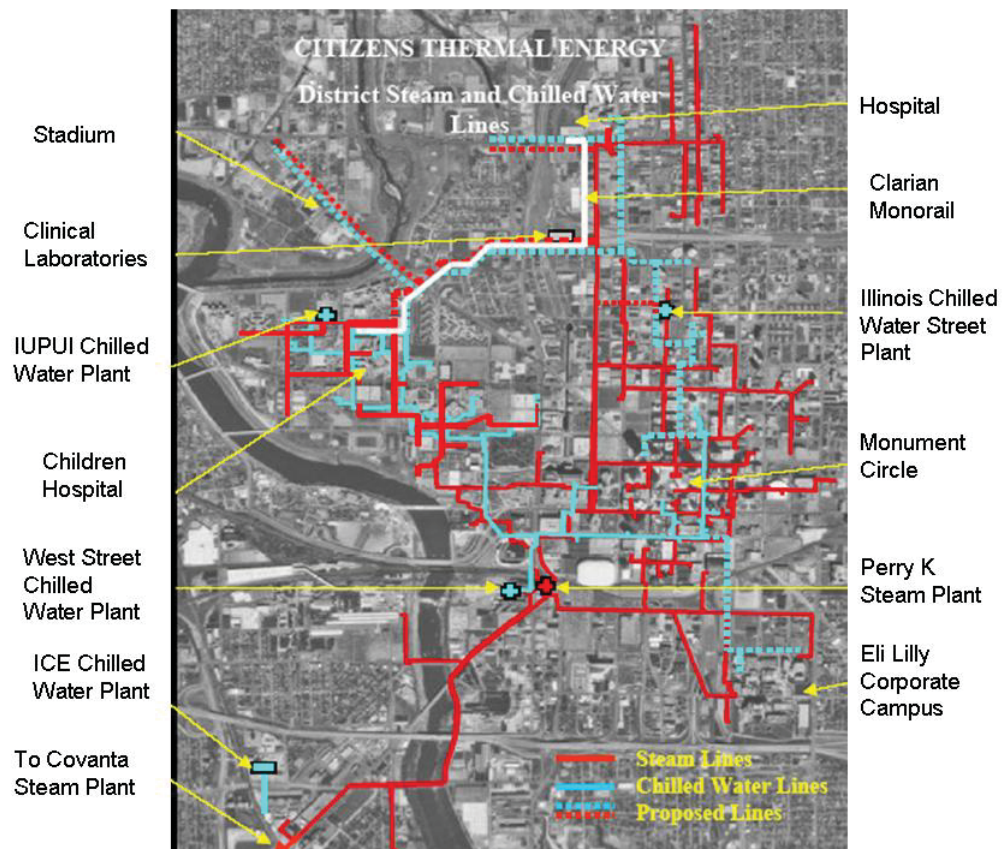 CITIZENS THERMAL ENERGY
District Steam and Chilled Water
Lines
Stadium
Clinical
Laboratories
IUPUI Chilled
Water Plant
Children
Hospital
West Street
Chilled
Water Plant
ICE Chilled
Water Plant
To Covanta
Steam Plant
Hospital
Clarian
Monorail
Illinois Chilled
Water Street
Plant
Monument
Circle
Perry K
Steam Plant
Eli Lilly
Corporate
Campus
Steam Lines
Chilled Water Lines
Proposed Lines